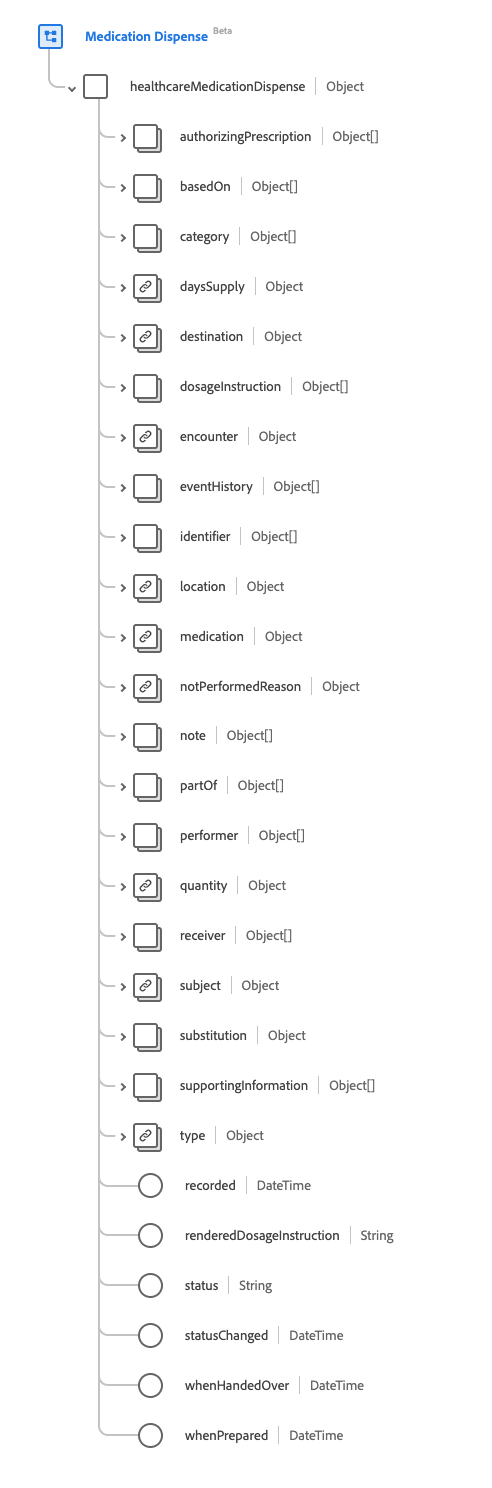 Medication Dispense Beta
healthcareMedicationDispense Object
authorizingPrescription Object[]
basedOn Object[]
category Object[]
daysSupply Object
destination Object
dosageInstruction Object[]
encounter Object
eventHistory Object[]
identifier Object[]
location Object
medication Object
notPerformedReason Object
note Object[]
partOf Object[]
performer Object[]
quantity Object
receiver Object[]
subject Object
substitution Object
supportingInformation Object[]
type Object
recorded DateTime
renderedDosageInstruction String
status String
statusChanged DateTime
whenHandedOver DateTime
whenPrepared DateTime